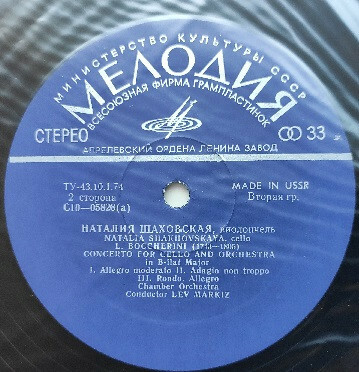 МИНИСТЕРСТВО КУЛЬТУРЫ СССР
МЕЛОДИЯ
ВСЕСОЮЗНАЯ ФИРМА ГРАМПЛАСТИНОК
СТЕРЕО 33
АПРЕЛЕВСКИЙ ОРДЕНА ЛЕНИНА ЗАВОД
ТУ-43.10.1.74 MADE IN USSR
2 сторона Вторая гр.
С10—05828(а)
НАТАЛИЯ ШАХОВСКАЯ, виолончель
NATALIA SHAKHOVSKAYA, cello
L. BOCCHERINI (1743—1805)
CONCERTO FOR CELLO AND ORCHESTRA
in B-flat Major
I. Allegro moderato II. Adagio non troppo
III. Rondo. Allegro
Chamber Orchestra
Conductor LEV MARKIZ